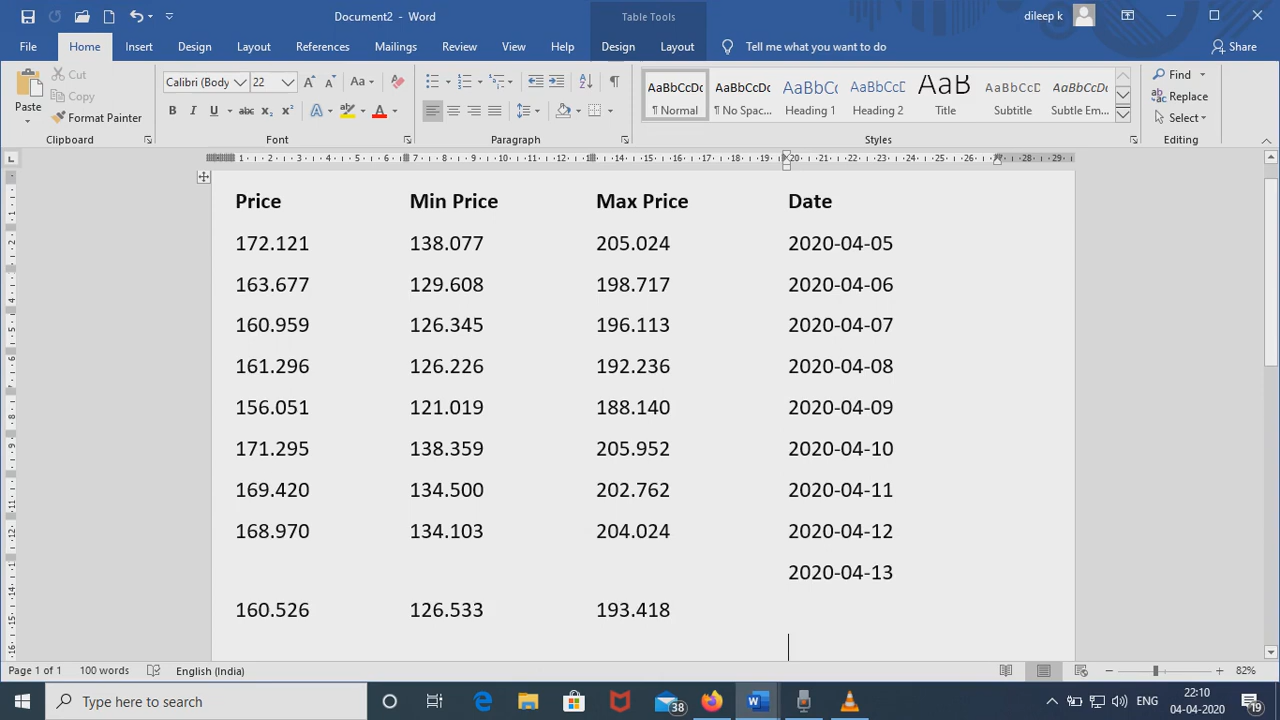 Document2 - Word
Table Tools
dileep k
File Home Insert Design Layout References Mailings Review View Help Design Layout Tell me what you want to do Share
Paste
Cut
Copy
Format Painter
Clipboard
Calibri (Body 22
Font
Paragraph
AaBbCcDc AaBbCcDc AaBbC AaBbCcD AaB AaBbCcD AaBbCcD
¶ Normal ¶ No Spac... Heading 1 Heading 2 Title Subtitle Subtle Em...
Styles
Find
Replace
Select
Editing
Price Min Price Max Price Date
172.121 138.077 205.024 2020-04-05
163.677 129.608 198.717 2020-04-06
160.959 126.345 196.113 2020-04-07
161.296 126.226 192.236 2020-04-08
156.051 121.019 188.140 2020-04-09
171.295 138.359 205.952 2020-04-10
169.420 134.500 202.762 2020-04-11
168.970 134.103 204.024 2020-04-12
2020-04-13
160.526 126.533 193.418
Page 1 of 1 100 words English (India) 82%
Type here to search
38
ENG
22:10
04-04-2020
19